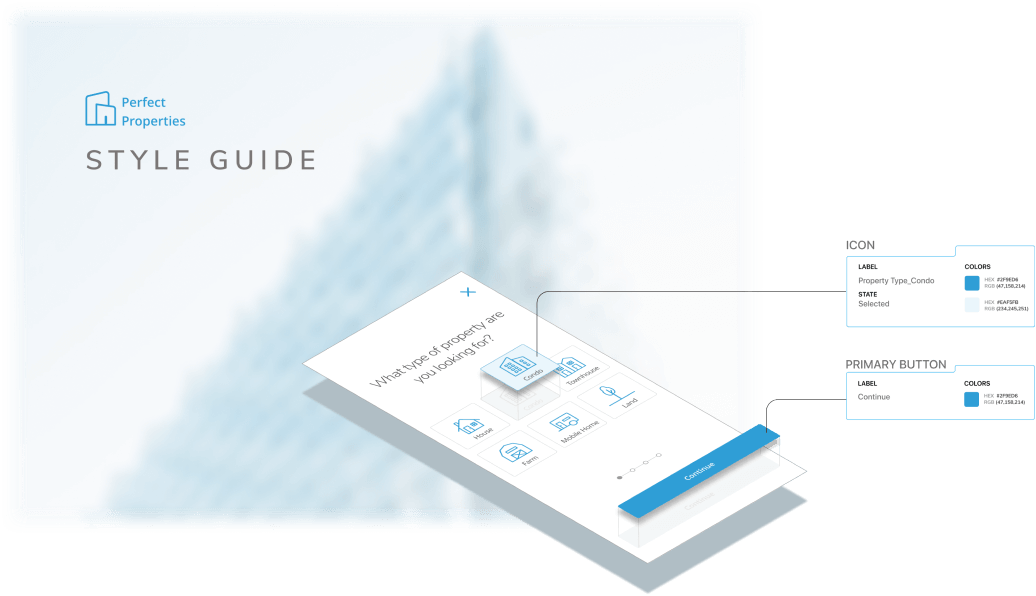 Perfect
Properties
STYLE GUIDE
What type of property are
you looking for?
Condo
Townhouse
House
Mobile Home
Land
Farm
Continue
ICON
LABEL
Property Type_Condo
STATE
Selected
COLORS
HEX #2F9ED6
RGB (47,158,214)
HEX #EAF5FB
RGB (234,245,251)
PRIMARY BUTTON
LABEL
Continue
COLORS
HEX #2F9ED6
RGB (47,158,214)